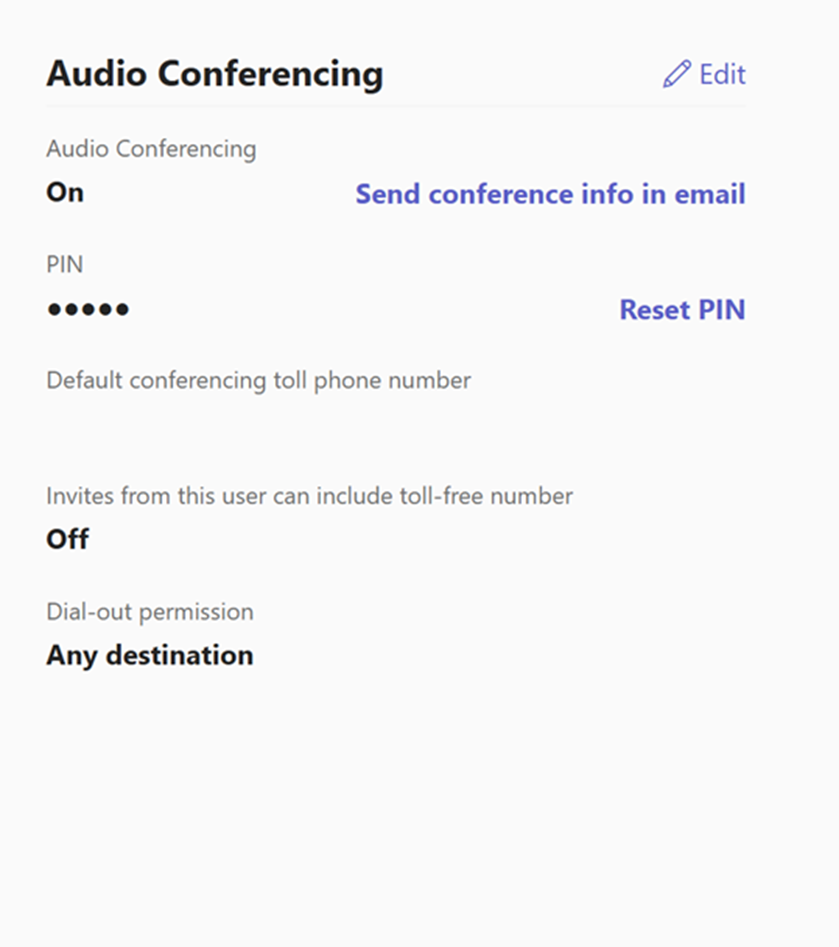 Audio Conferencing
Edit
Audio Conferencing
On
Send conference info in email
PIN
•••••
Reset PIN
Default conferencing toll phone number
Invites from this user can include toll-free number
Off
Dial-out permission
Any destination